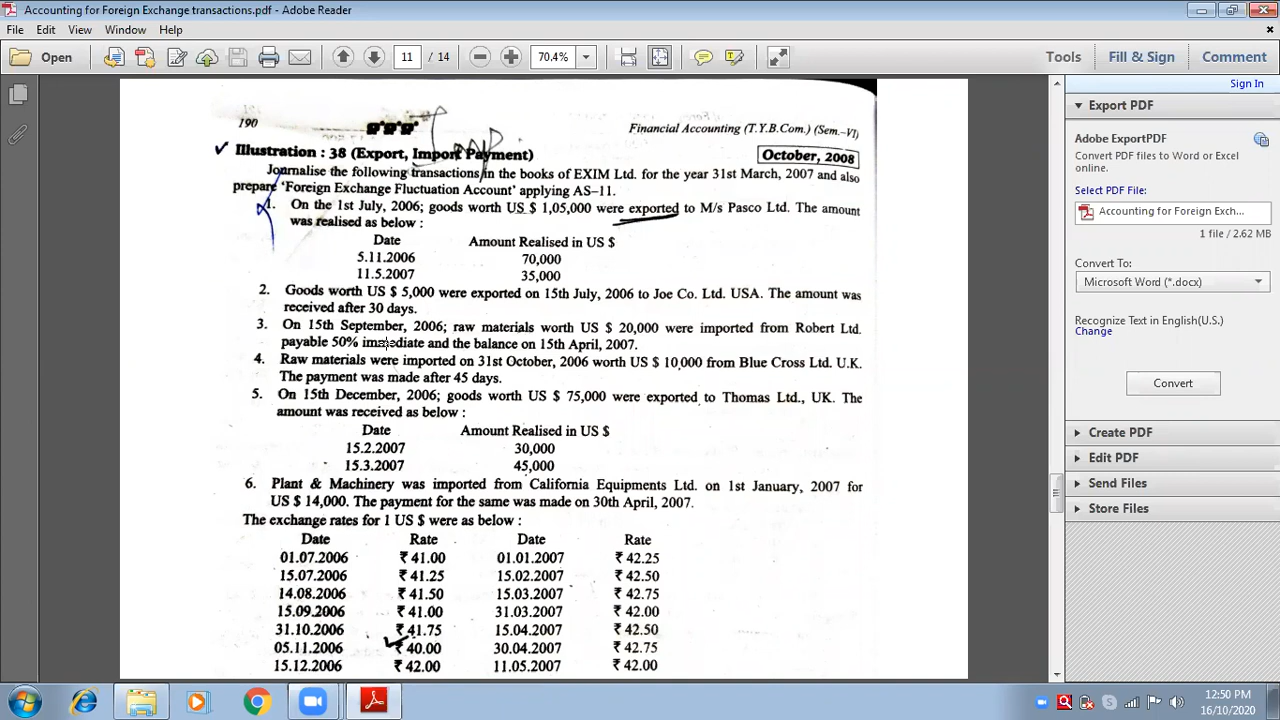 Accounting for Foreign Exchange transactions.pdf - Adobe Reader
File Edit View Window Help
Open 11 / 14 70.4% Tools Fill & Sign Comment
Sign In
Export PDF
Adobe ExportPDF
Convert PDF files to Word or Excel online.
Select PDF File:
Accounting for Foreign Exch...
1 file / 2.62 MB
Convert To:
Microsoft Word (*.docx)
Recognize Text in English(U.S.)
Change
Convert
Create PDF
Edit PDF
Send Files
Store Files
190 Financial Accounting (T.Y.B.Com.) (Sem.-VI)
Imp
Illustration : 38 (Export, Import Payment) October, 2008
Journalise the following transactions in the books of EXIM Ltd. for the year 31st March, 2007 and also
prepare 'Foreign Exchange Fluctuation Account' applying AS-11.
1. On the 1st July, 2006; goods worth US $ 1,05,000 were exported to M/s Pasco Ltd. The amount
was realised as below :
Date Amount Realised in US $
5.11.2006 70,000
11.5.2007 35,000
2. Goods worth US $ 5,000 were exported on 15th July, 2006 to Joe Co. Ltd. USA. The amount was
received after 30 days.
3. On 15th September, 2006; raw materials worth US $ 20,000 were imported from Robert Ltd.
payable 50% immediate and the balance on 15th April, 2007.
4. Raw materials were imported on 31st October, 2006 worth US $ 10,000 from Blue Cross Ltd. U.K.
The payment was made after 45 days.
5. On 15th December, 2006; goods worth US $ 75,000 were exported to Thomas Ltd., UK. The
amount was received as below :
Date Amount Realised in US $
15.2.2007 30,000
15.3.2007 45,000
6. Plant & Machinery was imported from California Equipments Ltd. on 1st January, 2007 for
US $ 14,000. The payment for the same was made on 30th April, 2007.
The exchange rates for 1 US $ were as below :
Date Rate Date Rate
01.07.2006 ₹ 41.00 01.01.2007 ₹ 42.25
15.07.2006 ₹ 41.25 15.02.2007 ₹ 42.50
14.08.2006 ₹ 41.50 15.03.2007 ₹ 42.75
15.09.2006 ₹ 41.00 31.03.2007 ₹ 42.00
31.10.2006 ₹ 41.75 15.04.2007 ₹ 42.50
05.11.2006 ₹ 40.00 30.04.2007 ₹ 42.75
15.12.2006 ₹ 42.00 11.05.2007 ₹ 42.00
12:50 PM
16/10/2020